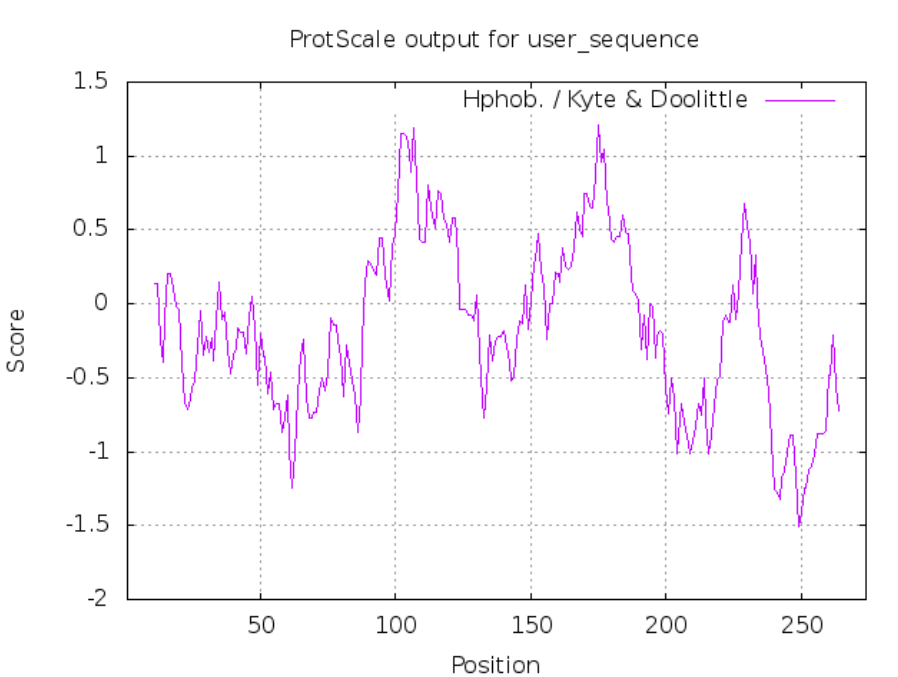 ProtScale output for user_sequence
Hphob. / Kyte & Doolittle
1.5
1
0.5
0
-0.5
-1
-1.5
-2
Score
50 100 150 200 250
Position